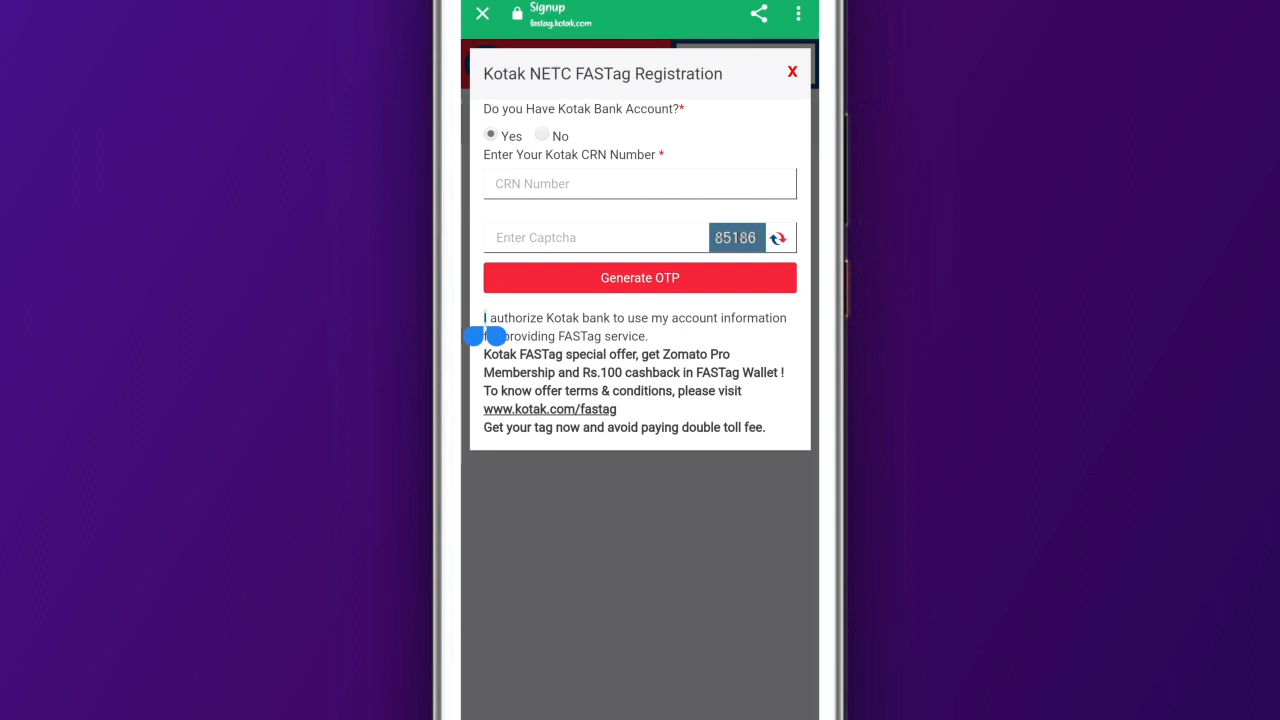 Signup
fastag.kotak.com
Kotak NETC FASTag Registration
X
Do you Have Kotak Bank Account?*
Yes No
Enter Your Kotak CRN Number *
CRN Number
Enter Captcha 85186
Generate OTP
I authorize Kotak bank to use my account information
providing FASTag service.
Kotak FASTag special offer, get Zomato Pro
Membership and Rs.100 cashback in FASTag Wallet !
To know offer terms & conditions, please visit
www.kotak.com/fastag
Get your tag now and avoid paying double toll fee.